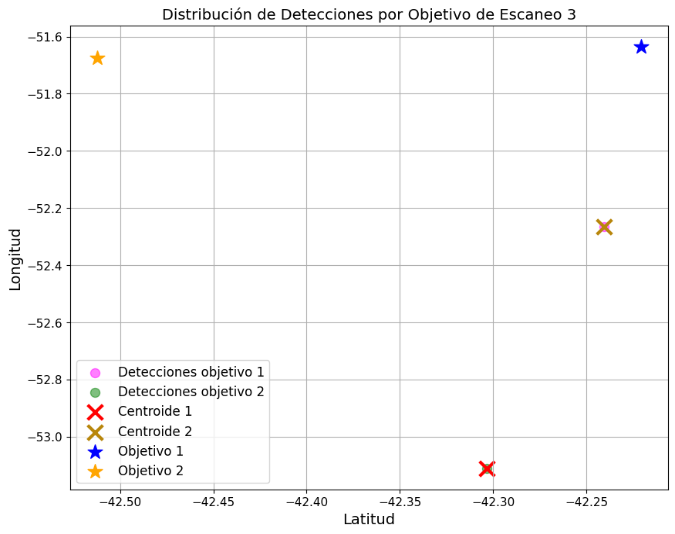 Distribución de Detecciones por Objetivo de Escaneo 3
−51.6
−51.8
−52.0
−52.2
−52.4
−52.6
−52.8
−53.0
Longitud
Detecciones objetivo 1
Detecciones objetivo 2
Centroide 1
Centroide 2
Objetivo 1
Objetivo 2
−42.50 −42.45 −42.40 −42.35 −42.30 −42.25
Latitud